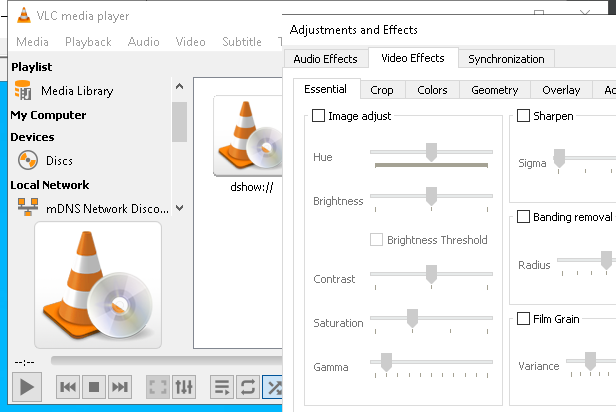 VLC media player
Media Playback Audio Video Subtitle
Playlist
Media Library
My Computer
Devices
Discs
Local Network
mDNS Network Disco...
dshow://
--:--
Adjustments and Effects
Audio Effects Video Effects Synchronization
Essential Crop Colors Geometry Overlay
Image adjust
Hue
Brightness
Brightness Threshold
Contrast
Saturation
Gamma
Sharpen
Sigma
Banding removal
Radius
Film Grain
Variance